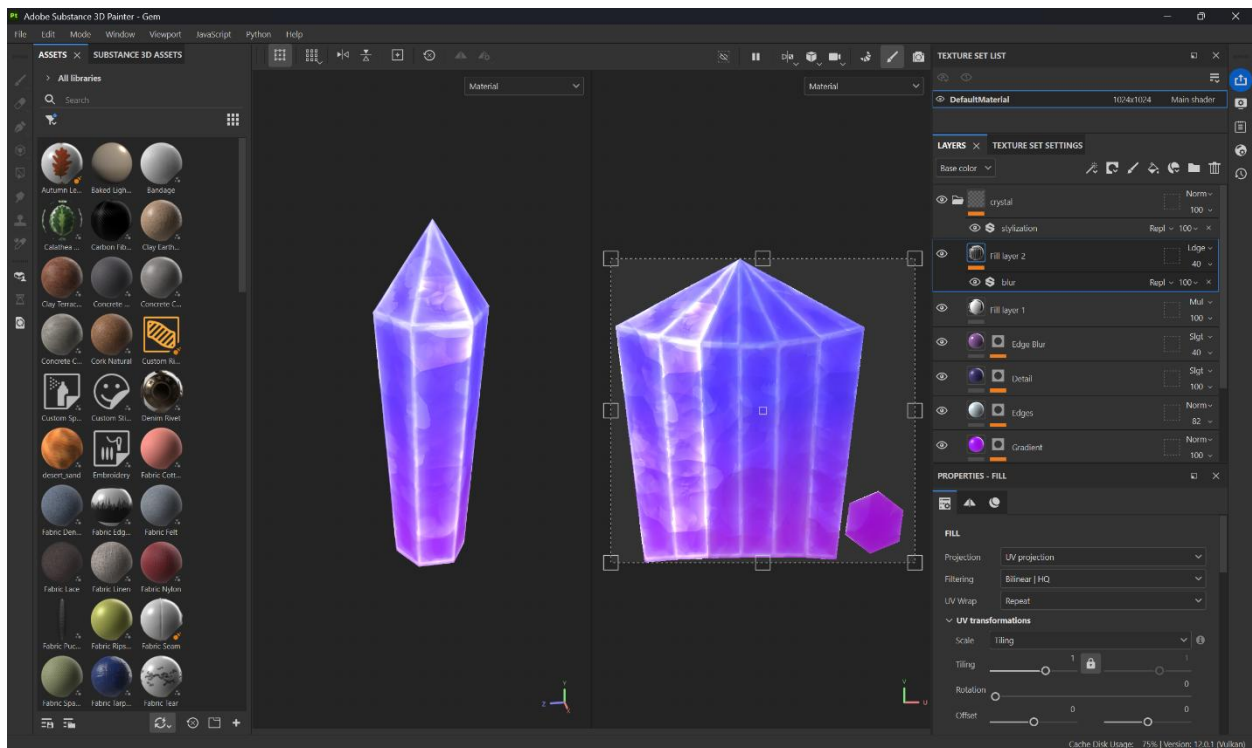 Pt Adobe Substance 3D Painter - Gem
File Edit Mode Window Viewport JavaScript Python Help
ASSETS × SUBSTANCE 3D ASSETS
All libraries
Search
Autumn Le... Baked Ligh... Bandage
Calathea ... Carbon Fib... Clay Earth...
Clay Terrac... Concrete ... Concrete C...
Concrete C... Cork Natural Custom Ri...
Custom Sp... Custom Sti... Denim Rivet
desert_sand Embroidery Fabric Cott...
Fabric Den... Fabric Edg... Fabric Felt
Fabric Lace Fabric Linen Fabric Nylon
Fabric Puc... Fabric Rips... Fabric Seam
Fabric Spa... Fabric Tarp... Fabric Tear
Material
Y
Z X
Material
V
U
TEXTURE SET LIST
DefaultMaterial 1024x1024 Main shader
LAYERS × TEXTURE SET SETTINGS
Base color
crystal Norm
100
stylization Repl 100 ×
Fill layer 2 Ldge
40
blur Repl 100 ×
Fill layer 1 Mul
100
Edge Blur Slgt
40
Detail Slgt
100
Edges Norm
82
Gradient Norm
100
PROPERTIES - FILL
FILL
Projection UV projection
Filtering Bilinear | HQ
UV Wrap Repeat
UV transformations
Scale Tiling
Tiling 1 1
Rotation 0
Offset 0 0
Cache Disk Usage: 75% | Version: 12.0.1 (Vulkan)